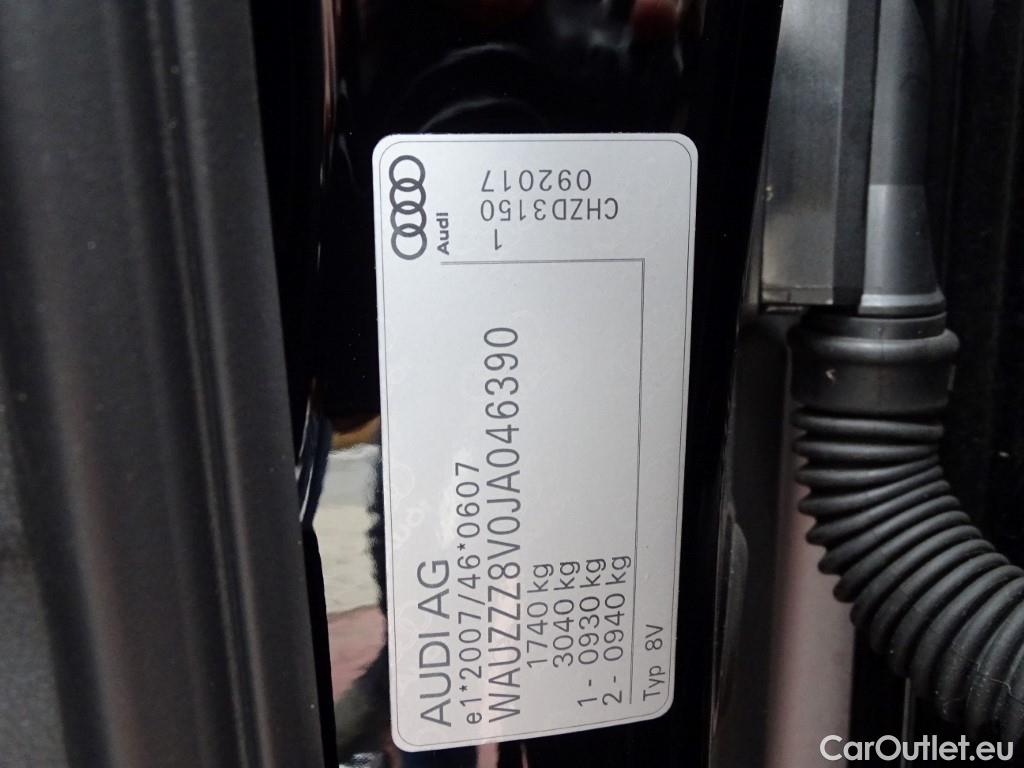 AUDI AG
e1*2007/46*0607
WAUZZZ8V0JA046390
1740 kg
3040 kg
1 - 0930 kg
2 - 0940 kg
Typ 8V
Audi
1
CHZD3150
092017
CarOutlet.eu